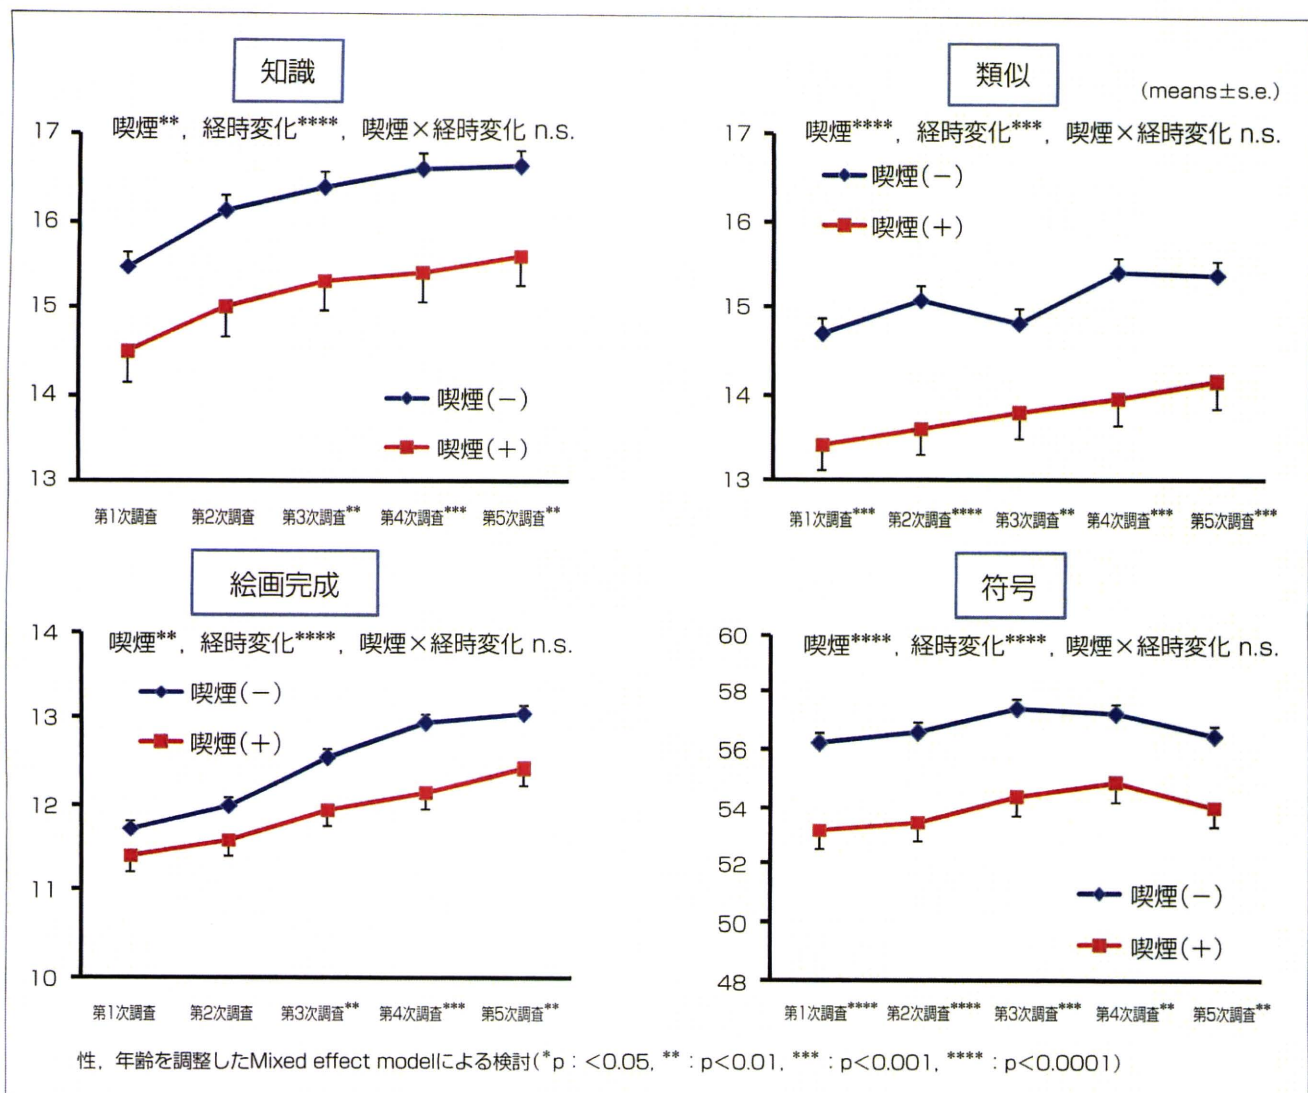 知識
喫煙**, 経時変化****, 喫煙×経時変化 n.s.
17
16
15
14
13
喫煙(−)
喫煙(+)
第1次調査 第2次調査 第3次調査** 第4次調査*** 第5次調査**
類似
(means±s.e.)
喫煙****, 経時変化***, 喫煙×経時変化 n.s.
17
16
15
14
13
喫煙(−)
喫煙(+)
第1次調査*** 第2次調査**** 第3次調査** 第4次調査*** 第5次調査***
絵画完成
喫煙**, 経時変化****, 喫煙×経時変化 n.s.
14
13
12
11
10
喫煙(−)
喫煙(+)
第1次調査 第2次調査 第3次調査** 第4次調査*** 第5次調査**
符号
喫煙****, 経時変化****, 喫煙×経時変化 n.s.
60
58
56
54
52
50
48
喫煙(−)
喫煙(+)
第1次調査**** 第2次調査**** 第3次調査*** 第4次調査** 第5次調査**
性, 年齢を調整したMixed effect modelによる検討(*p : <0.05, ** : p<0.01, *** : p<0.001, **** : p<0.0001)